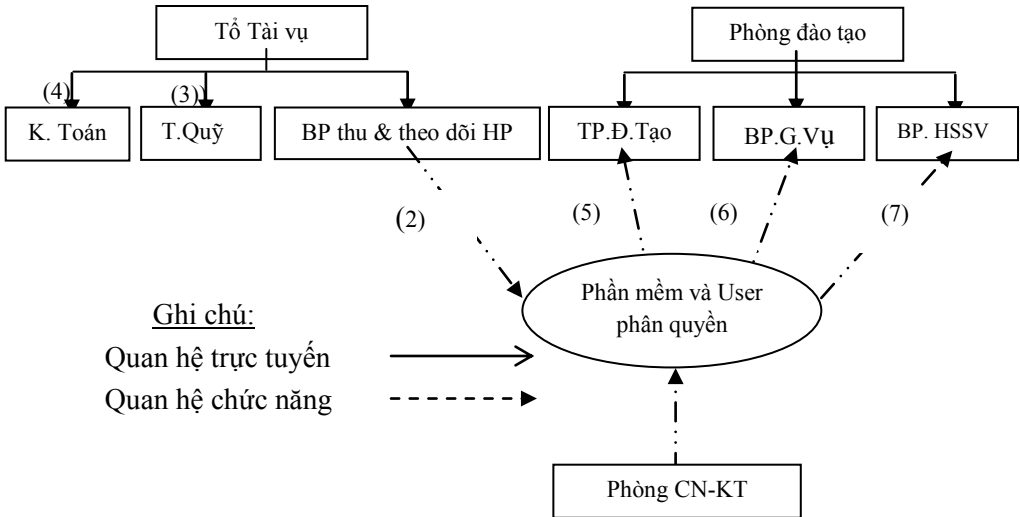 Tổ Tài vụ
Phòng đào tạo
(4)
(3)
K. Toán
T.Quỹ
BP thu & theo dõi HP
TP.Đ.Tạo
BP.G.Vụ
BP. HSSV
(2)
(5)
(6)
(7)
Phần mềm và User
phân quyền
Ghi chú:
Quan hệ trực tuyến
Quan hệ chức năng
Phòng CN-KT